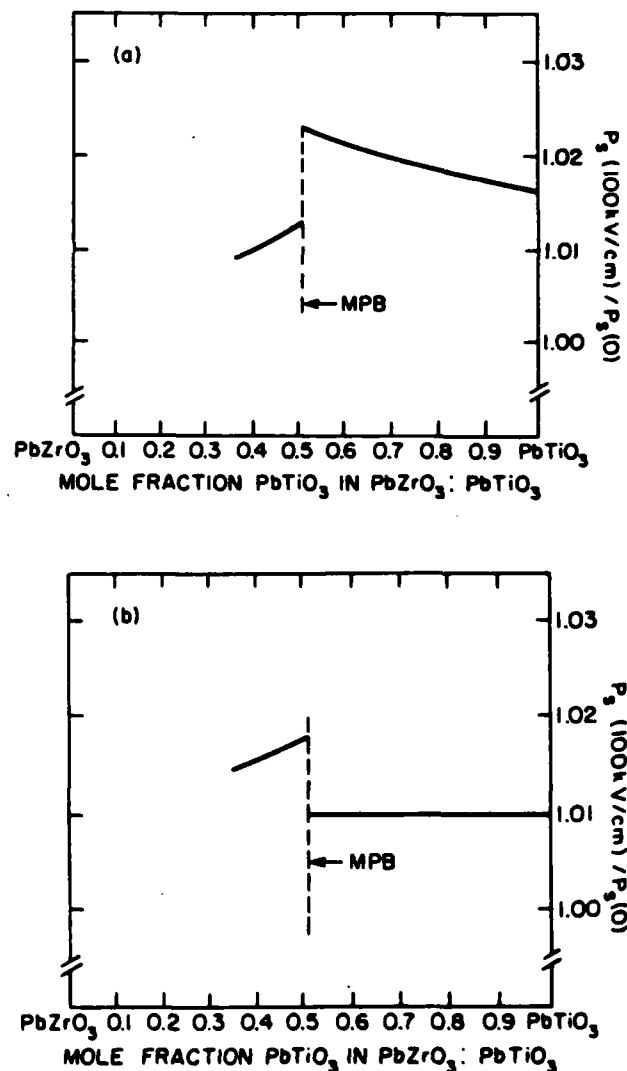 (a)
1.03
1.02
1.01
1.00
P_s (100kV/cm) / P_s(0)
MPB
PbZrO₃ 0.1 0.2 0.3 0.4 0.5 0.6 0.7 0.8 0.9 PbTiO₃
MOLE FRACTION PbTiO₃ IN PbZrO₃: PbTiO₃
(b)
1.03
1.02
1.01
1.00
P_s (100kV/cm) / P_s(0)
MPB
PbZrO₃ 0.1 0.2 0.3 0.4 0.5 0.6 0.7 0.8 0.9 PbTiO₃
MOLE FRACTION PbTiO₃ IN PbZrO₃: PbTiO₃